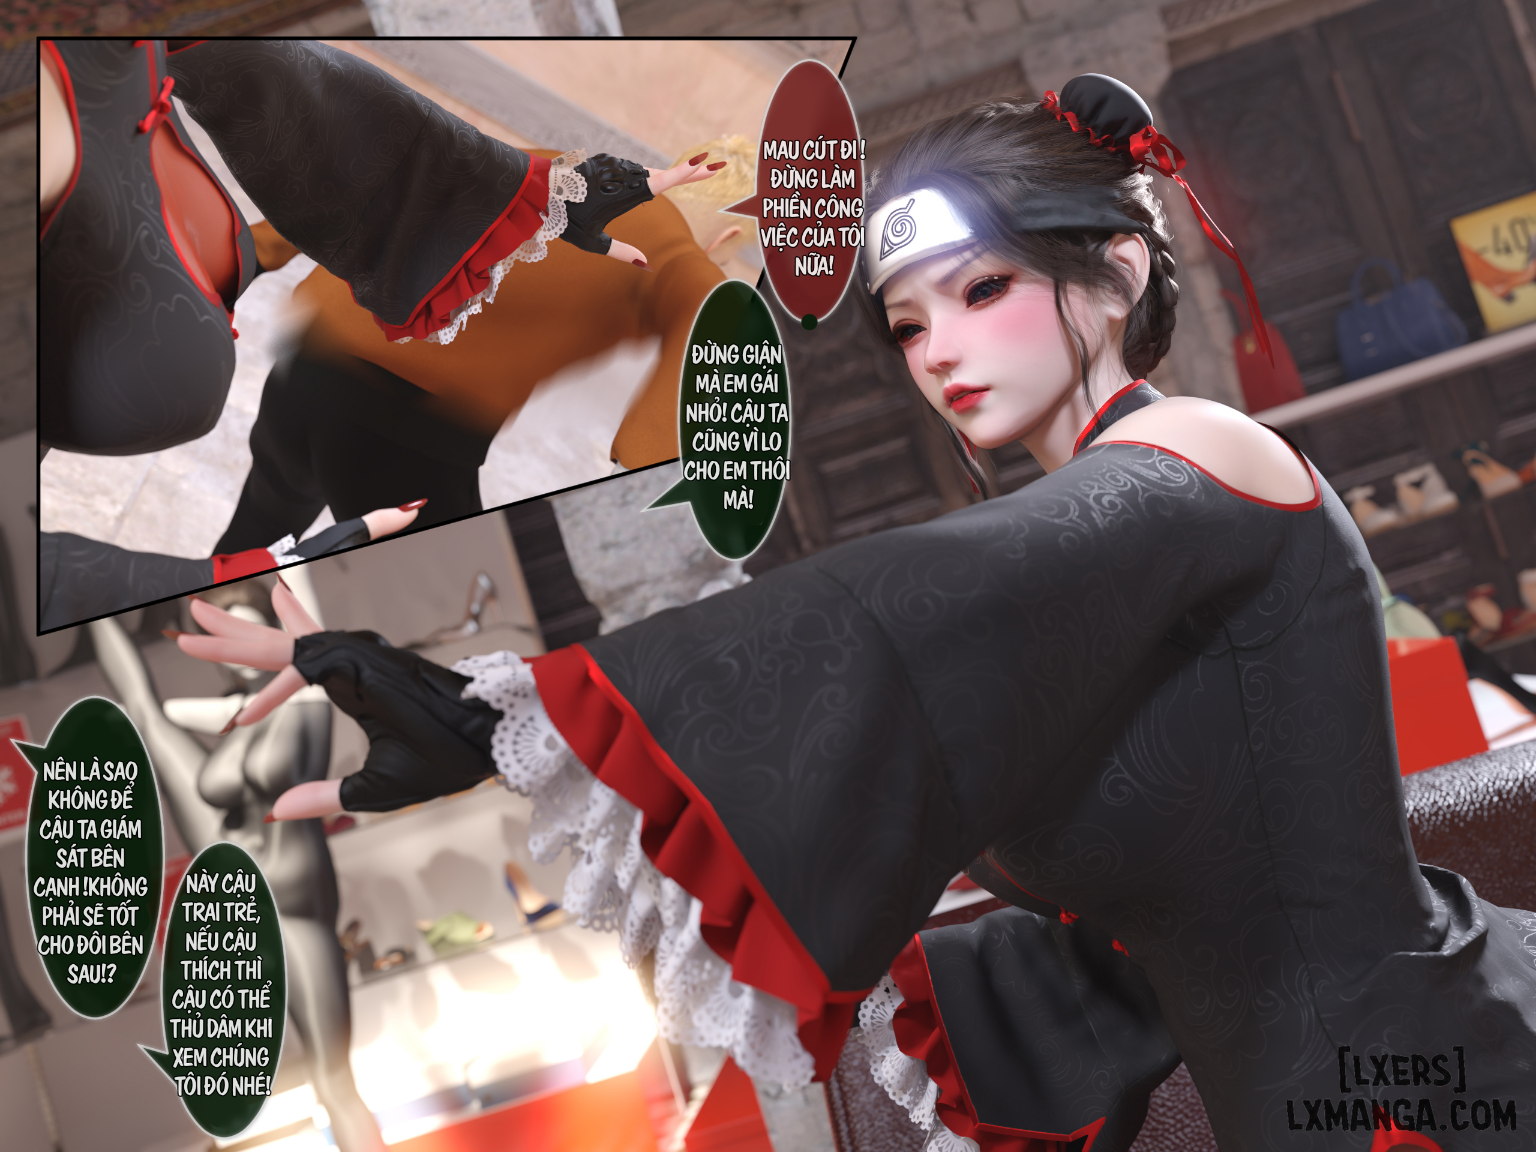 MAU CÚT ĐI !
ĐỪNG LÀM
PHIỀN CÔNG
VIỆC CỦA TÔI
NỮA!
ĐỪNG GIẬN
MÀ EM GÁI
NHỎ! CẬU TA
CŨNG VÌ LO
CHO EM THÔI
MÀ!
NÊN LÀ SAO
KHÔNG ĐỂ
CẬU TA GIÁM
SÁT BÊN
CẠNH !KHÔNG
PHẢI SẼ TỐT
CHO ĐÔI BÊN
SAU!?
NÀY CẬU
TRAI TRẺ,
NẾU CẬU
THÍCH THÌ
CẬU CÓ THỂ
THỦ DÂM KHI
XEM CHÚNG
TÔI ĐÓ NHÉ!
-40%
[LXERS]
LXMANGA.COM